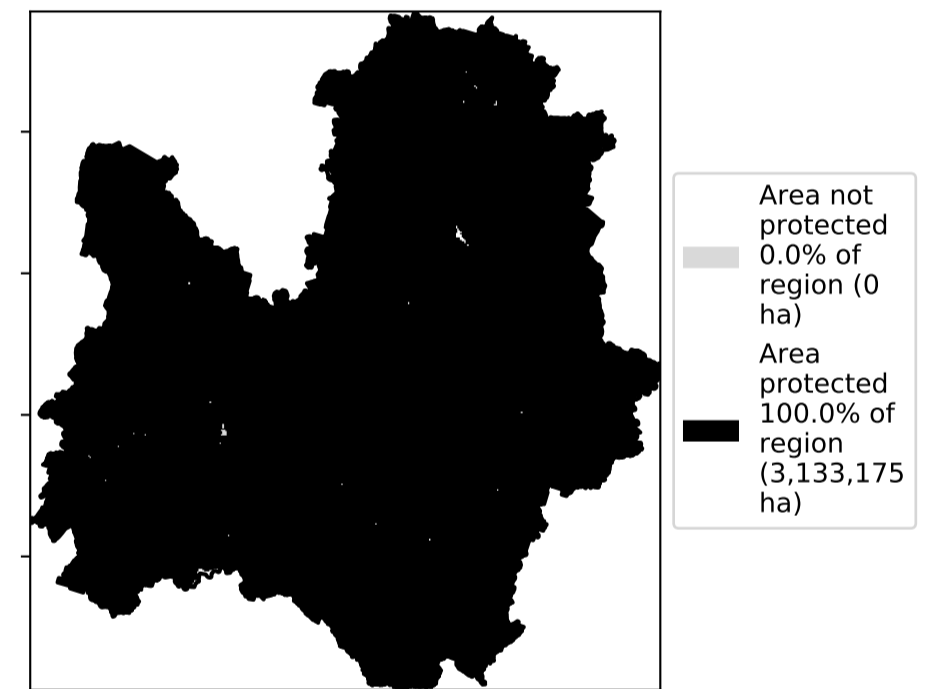 Area not
protected
0.0% of
region (0
ha)
Area
protected
100.0% of
region
(3,133,175
ha)